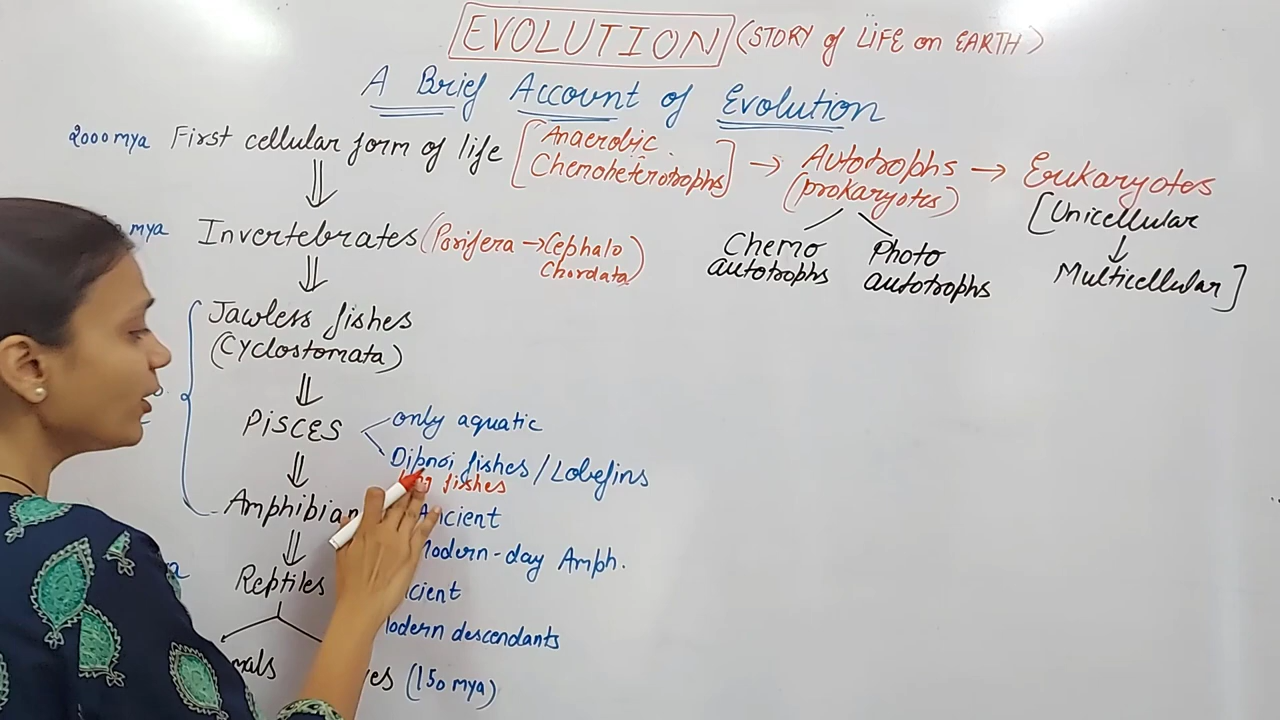 EVOLUTION (STORY of LiFE on EARTH)
A Brief Account of Evolution
2000 mya First cellular form of life [Anaerobic Chemoheterotrophs] → Autotrophs (prokaryotes) → Eukaryotes
[Unicellular
↓
Multicellular]
Chemo autotrophs
Photo autotrophs
mya Invertebrates (Porifera → Cephalo Chordata)
Jawless fishes
(Cyclostomata)
PiSCES
only aquatic
Dipnoi fishes / Lobefins
fishes
Ancient
Modern-day Amph.
Reptiles
modern descendants
(150 mya)